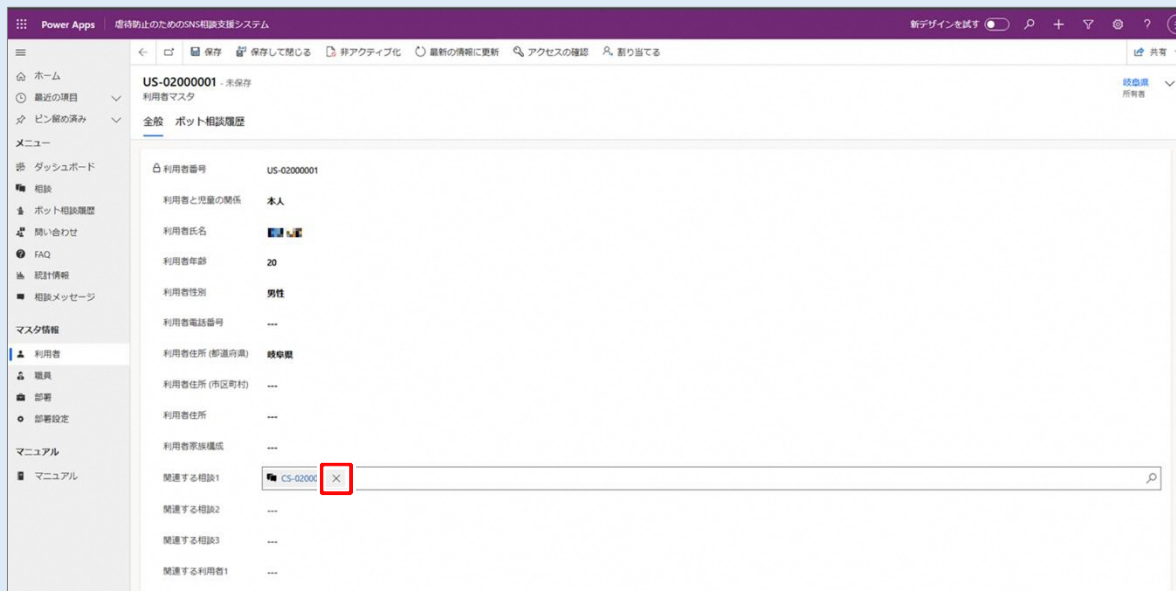 Power Apps 虐待防止のためのSNS相談支援システム 新デザインを試す
保存 保存して閉じる 非アクティブ化 最新の情報に更新 アクセスの確認 割り当てる 共有
ホーム
最近の項目
ピン留め済み
メニュー
ダッシュボード
相談
ボット相談履歴
問い合わせ
FAQ
統計情報
相談メッセージ
マスタ情報
利用者
職員
部署
部署設定
マニュアル
マニュアル
US-02000001 - 未保存
利用者マスタ
岐阜県
所有者
全般 ボット相談履歴
利用者番号 US-02000001
利用者と児童の関係 本人
利用者氏名
利用者年齢 20
利用者性別 男性
利用者電話番号 ---
利用者住所 (都道府県) 岐阜県
利用者住所 (市区町村) ---
利用者住所 ---
利用者家族構成 ---
関連する相談1 CS-02000
関連する相談2 ---
関連する相談3 ---
関連する利用者1 ---